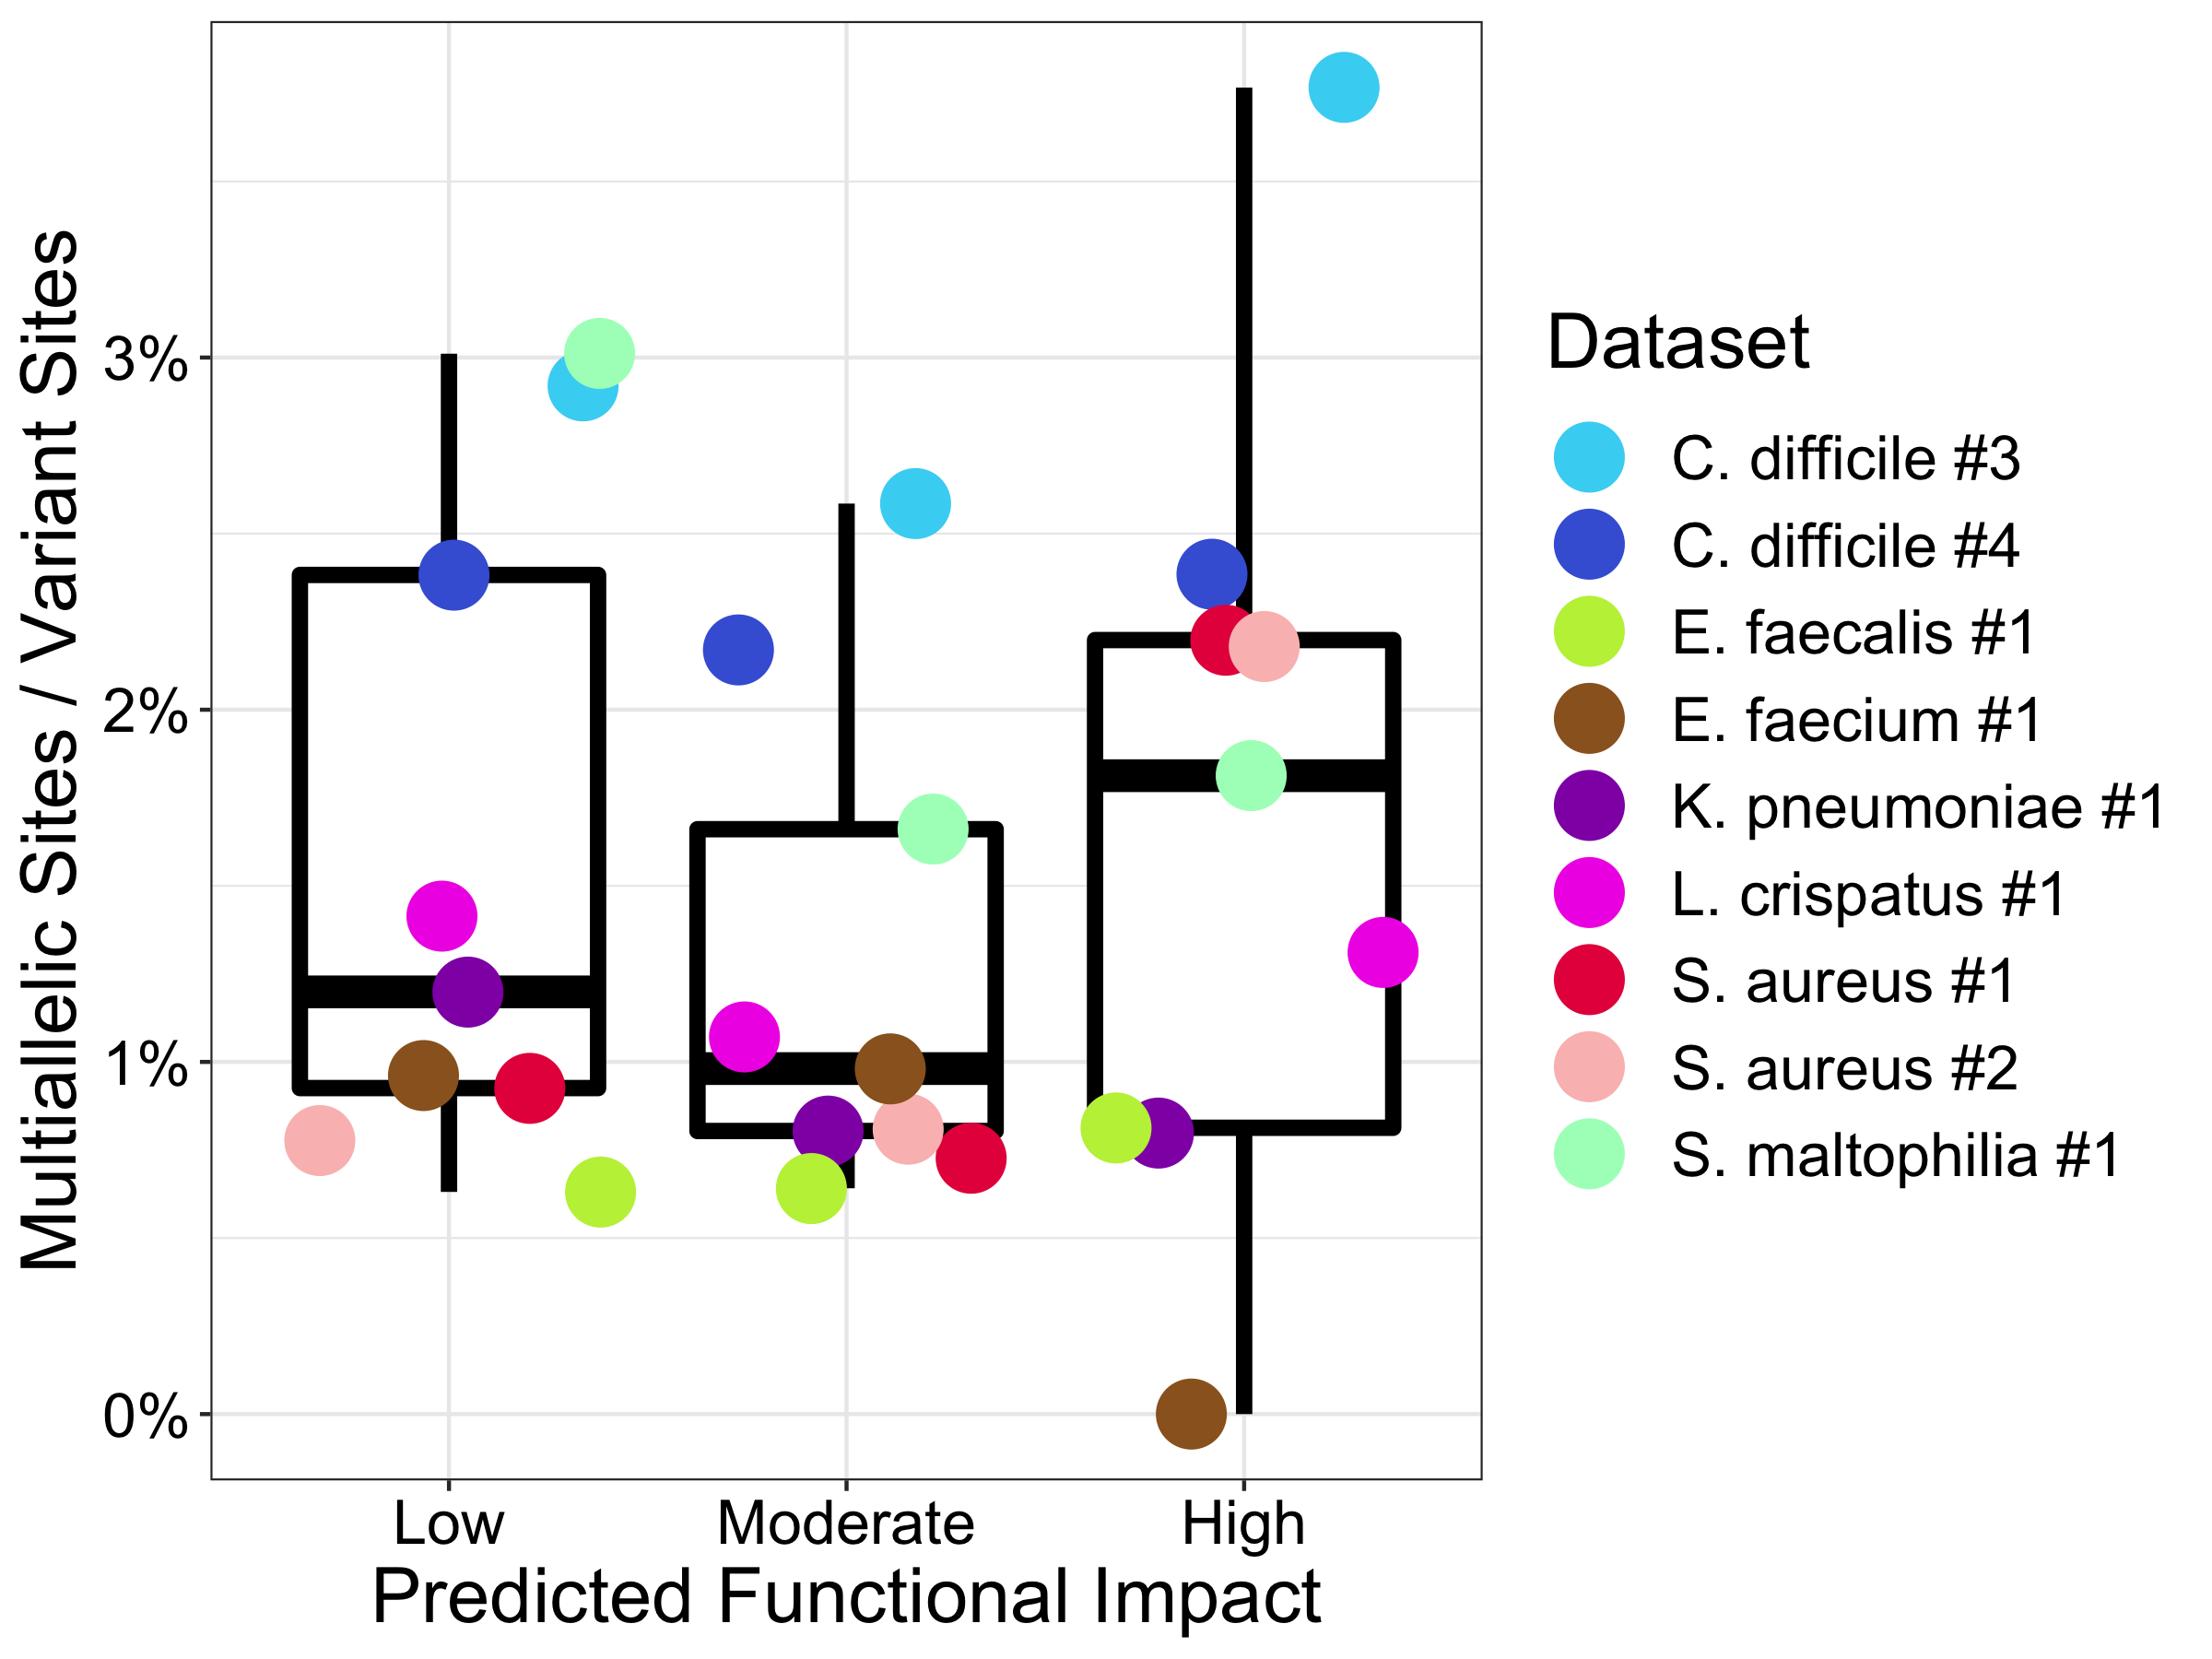 Multiallelic Sites / Variant Sites
3%
2%
1%
0%
Low Moderate High
Predicted Functional Impact
Dataset
C. difficile #3
C. difficile #4
E. faecalis #1
E. faecium #1
K. pneumoniae #1
L. crispatus #1
S. aureus #1
S. aureus #2
S. maltophilia #1